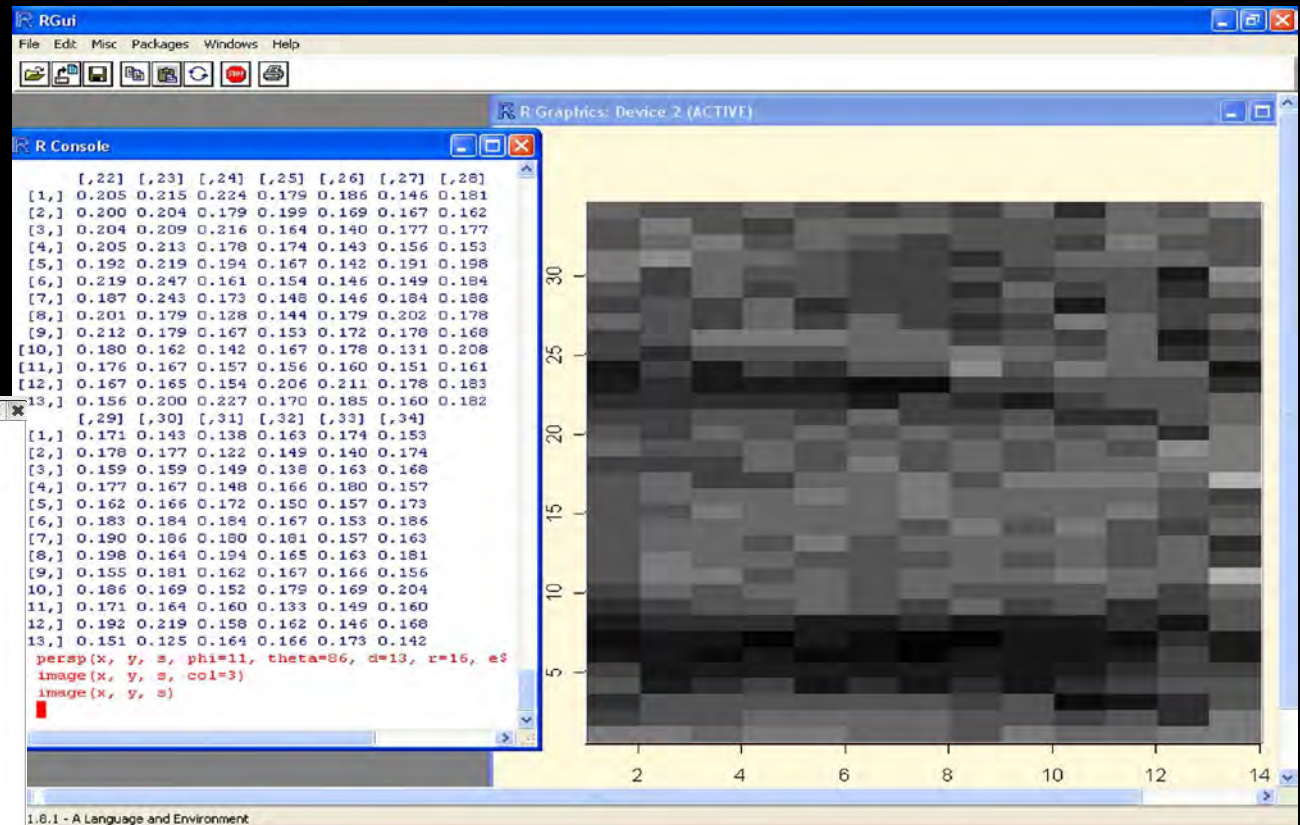 RGui
File Edit Misc Packages Windows Help
STOP
R Graphics: Device 2 (ACTIVE)
R Console
[,22] [,23] [,24] [,25] [,26] [,27] [,28]
[1,] 0.205 0.215 0.224 0.179 0.186 0.146 0.181
[2,] 0.200 0.204 0.179 0.199 0.169 0.167 0.162
[3,] 0.204 0.209 0.216 0.164 0.140 0.177 0.177
[4,] 0.205 0.213 0.178 0.174 0.143 0.156 0.153
[5,] 0.192 0.219 0.194 0.167 0.142 0.191 0.198
[6,] 0.219 0.247 0.161 0.154 0.146 0.149 0.184
[7,] 0.187 0.243 0.173 0.148 0.146 0.184 0.188
[8,] 0.201 0.179 0.128 0.144 0.179 0.202 0.178
[9,] 0.212 0.179 0.167 0.153 0.172 0.178 0.168
[10,] 0.180 0.162 0.142 0.167 0.178 0.131 0.208
[11,] 0.176 0.167 0.157 0.156 0.160 0.151 0.161
[12,] 0.167 0.165 0.154 0.206 0.211 0.178 0.183
13,] 0.156 0.200 0.227 0.170 0.185 0.160 0.182
[,29] [,30] [,31] [,32] [,33] [,34]
[1,] 0.171 0.143 0.138 0.163 0.174 0.153
[2,] 0.178 0.177 0.122 0.149 0.140 0.174
[3,] 0.159 0.159 0.149 0.138 0.163 0.168
[4,] 0.177 0.167 0.148 0.166 0.180 0.157
[5,] 0.162 0.166 0.172 0.150 0.157 0.173
[6,] 0.183 0.184 0.184 0.167 0.153 0.186
[7,] 0.190 0.186 0.180 0.181 0.157 0.163
[8,] 0.198 0.164 0.194 0.165 0.163 0.181
[9,] 0.155 0.181 0.162 0.167 0.166 0.156
10,] 0.186 0.169 0.152 0.179 0.169 0.204
11,] 0.171 0.164 0.160 0.133 0.149 0.160
12,] 0.192 0.219 0.158 0.162 0.146 0.168
13,] 0.151 0.125 0.164 0.166 0.173 0.142
persp(x, y, s, phi=11, theta=86, d=13, r=16, e$
image(x, y, s, col=3)
image(x, y, s)
30
25
20
15
10
5
2 4 6 8 10 12 14
1.8.1 - A Language and Environment